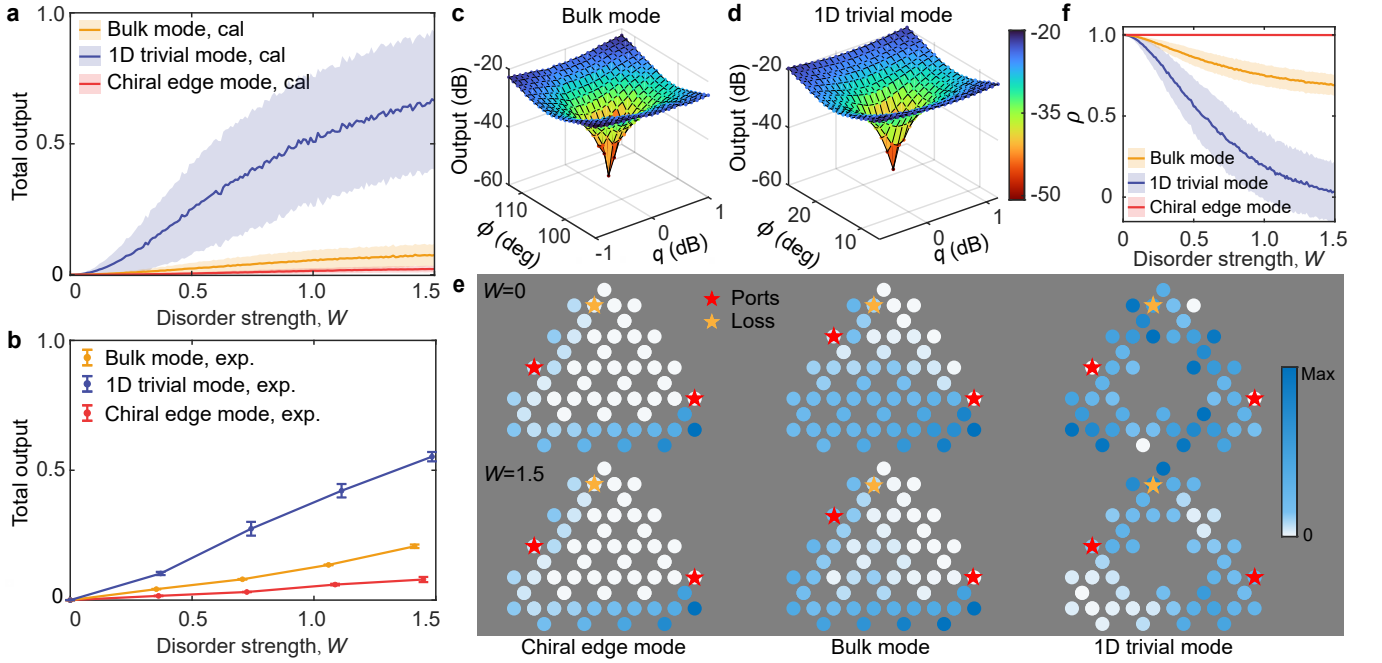 a
1.0
0.5
0
Total output
Bulk mode, cal
1D trivial mode, cal
Chiral edge mode, cal
0
0.5
1.0
1.5
Disorder strength, W
b
1.0
0.5
0
Total output
Bulk mode, exp.
1D trivial mode, exp.
Chiral edge mode, exp.
0
0.5
1.0
1.5
Disorder strength, W
c
Bulk mode
-20
-40
-60
Output (dB)
110
100
ϕ (deg)
-1
0
1
q (dB)
d
1D trivial mode
-20
-40
-60
Output (dB)
20
10
ϕ (deg)
0
1
q (dB)
-20
-35
-50
f
1.0
0.5
0
ρ
Bulk mode
1D trivial mode
Chiral edge mode
0
0.5
1.0
1.5
Disorder strength, W
e
W=0
Ports
Loss
W=1.5
Max
0
Chiral edge mode
Bulk mode
1D trivial mode